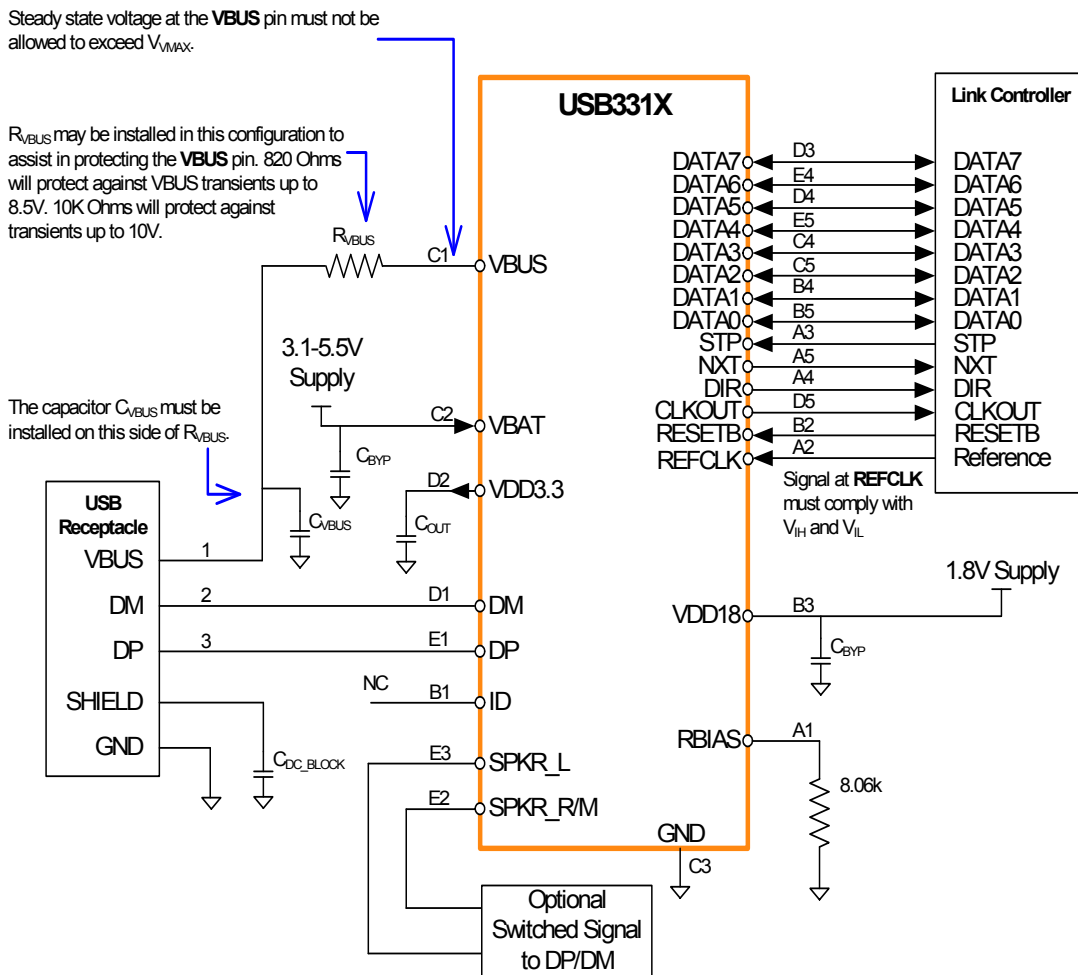 Steady state voltage at the VBUS pin must not be
allowed to exceed VVMAX.
RVBUS may be installed in this configuration to
assist in protecting the VBUS pin. 820 Ohms
will protect against VBUS transients up to
8.5V. 10K Ohms will protect against
transients up to 10V.
RVBUS
C1
VBUS
3.1-5.5V
Supply
The capacitor CVBUS must be
installed on this side of RVBUS.
C2
VBAT
CBYP
D2
VDD3.3
COUT
CVBUS
USB
Receptacle
VBUS
1
DM
2
D1
DM
DP
3
E1
DP
SHIELD
NC
B1
ID
GND
CDC_BLOCK
E3
SPKR_L
E2
SPKR_R/M
Optional
Switched Signal
to DP/DM
USB331X
Link Controller
DATA7
D3
DATA7
DATA6
E4
DATA6
DATA5
D4
DATA5
DATA4
E5
DATA4
DATA3
C4
DATA3
DATA2
C5
DATA2
DATA1
B4
DATA1
DATA0
B5
DATA0
STP
A3
STP
NXT
A5
NXT
DIR
A4
DIR
CLKOUT
D5
CLKOUT
RESETB
B2
RESETB
REFCLK
A2
Reference
Signal at REFCLK
must comply with
VIH and VIL
1.8V Supply
VDD18
B3
CBYP
RBIAS
A1
8.06k
GND
C3